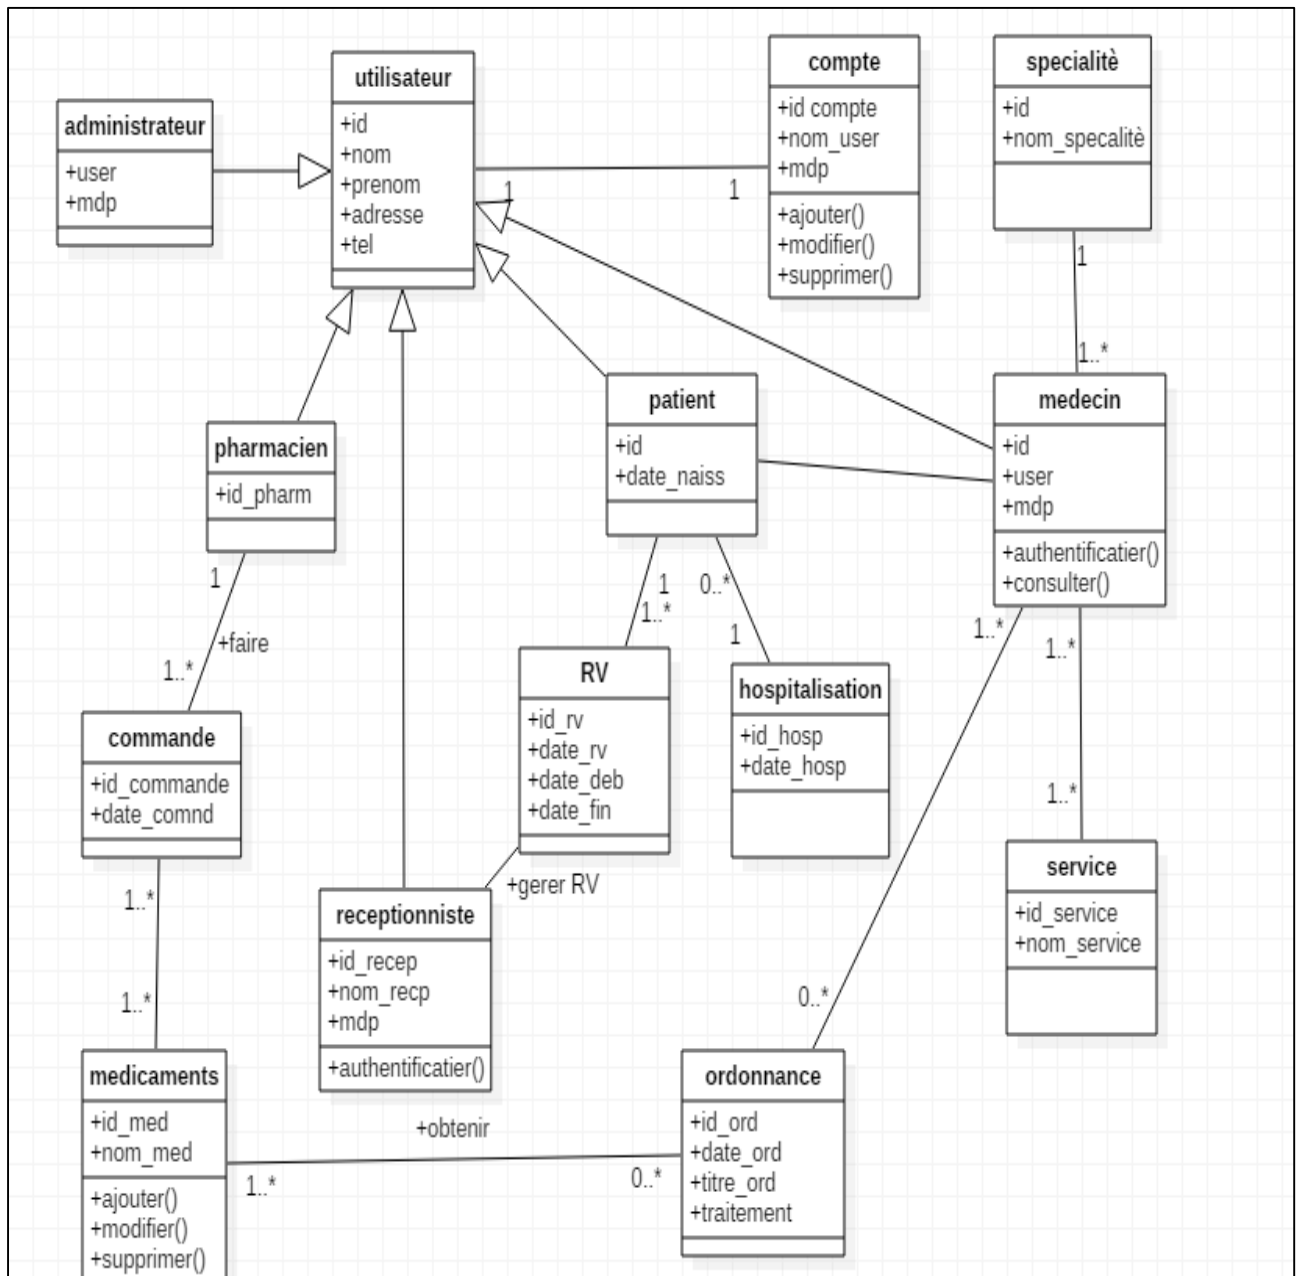 utilisateur
+id
+nom
+prenom
+adresse
+tel
compte
+id compte
+nom_user
+mdp
+ajouter()
+modifier()
+supprimer()
specialitè
+id
+nom_specalitè
administrateur
+user
+mdp
1
1
1
1..*
patient
+id
+date_naiss
medecin
+id
+user
+mdp
+authentificatier()
+consulter()
pharmacien
+id_pharm
1
+faire
1..*
1
1..*
0..*
1
1..*
1..*
1..*
0..*
RV
+id_rv
+date_rv
+date_deb
+date_fin
hospitalisation
+id_hosp
+date_hosp
commande
+id_commande
+date_comnd
+gerer RV
service
+id_service
+nom_service
1..*
1..*
receptionniste
+id_recep
+nom_recp
+mdp
+authentificatier()
medicaments
+id_med
+nom_med
+ajouter()
+modifier()
+supprimer()
+obtenir
1..*
0..*
ordonnance
+id_ord
+date_ord
+titre_ord
+traitement